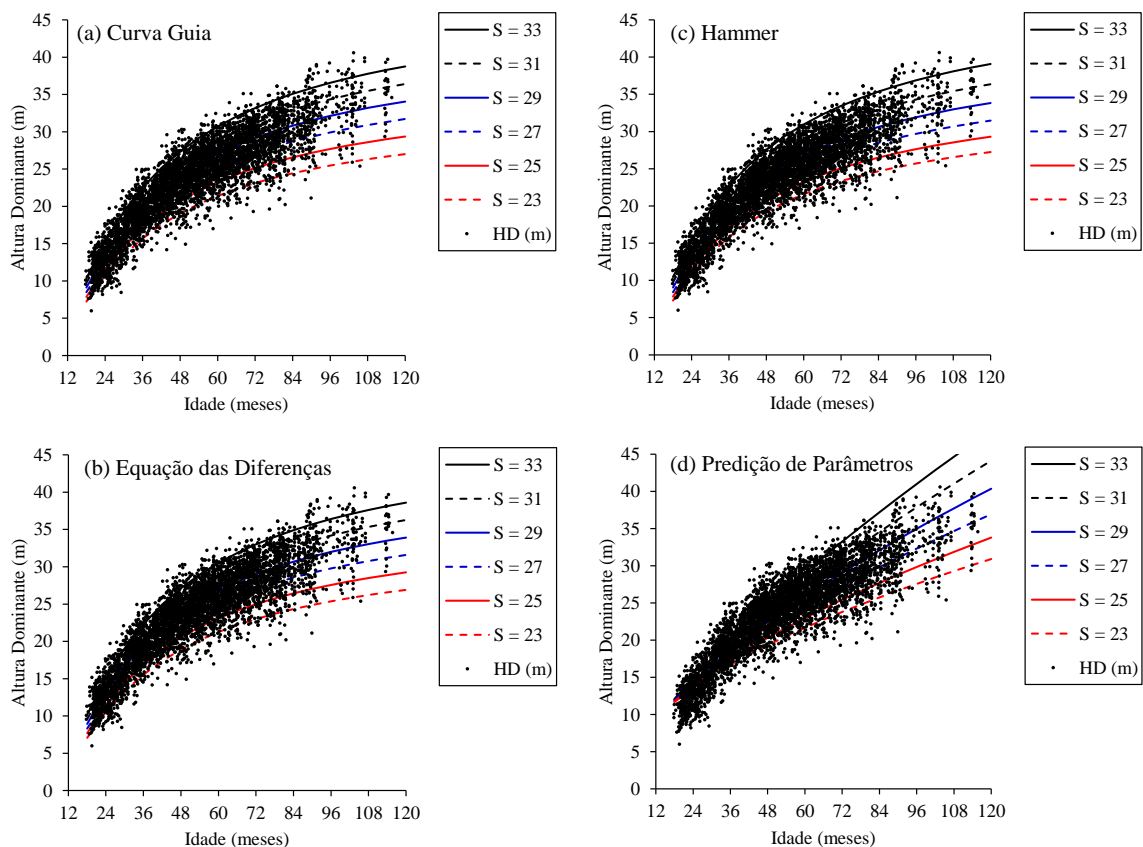 (a) Curva Guia
Altura Dominante (m)
45
40
35
30
25
20
15
10
5
0
12 24 36 48 60 72 84 96 108 120
Idade (meses)
S = 33
S = 31
S = 29
S = 27
S = 25
S = 23
HD (m)
(c) Hammer
Altura Dominante (m)
45
40
35
30
25
20
15
10
5
0
12 24 36 48 60 72 84 96 108 120
Idade (meses)
S = 33
S = 31
S = 29
S = 27
S = 25
S = 23
HD (m)
(b) Equação das Diferenças
Altura Dominante (m)
45
40
35
30
25
20
15
10
5
0
12 24 36 48 60 72 84 96 108 120
Idade (meses)
S = 33
S = 31
S = 29
S = 27
S = 25
S = 23
HD (m)
(d) Predição de Parâmetros
Altura Dominante (m)
45
40
35
30
25
20
15
10
5
0
12 24 36 48 60 72 84 96 108 120
Idade (meses)
S = 33
S = 31
S = 29
S = 27
S = 25
S = 23
HD (m)